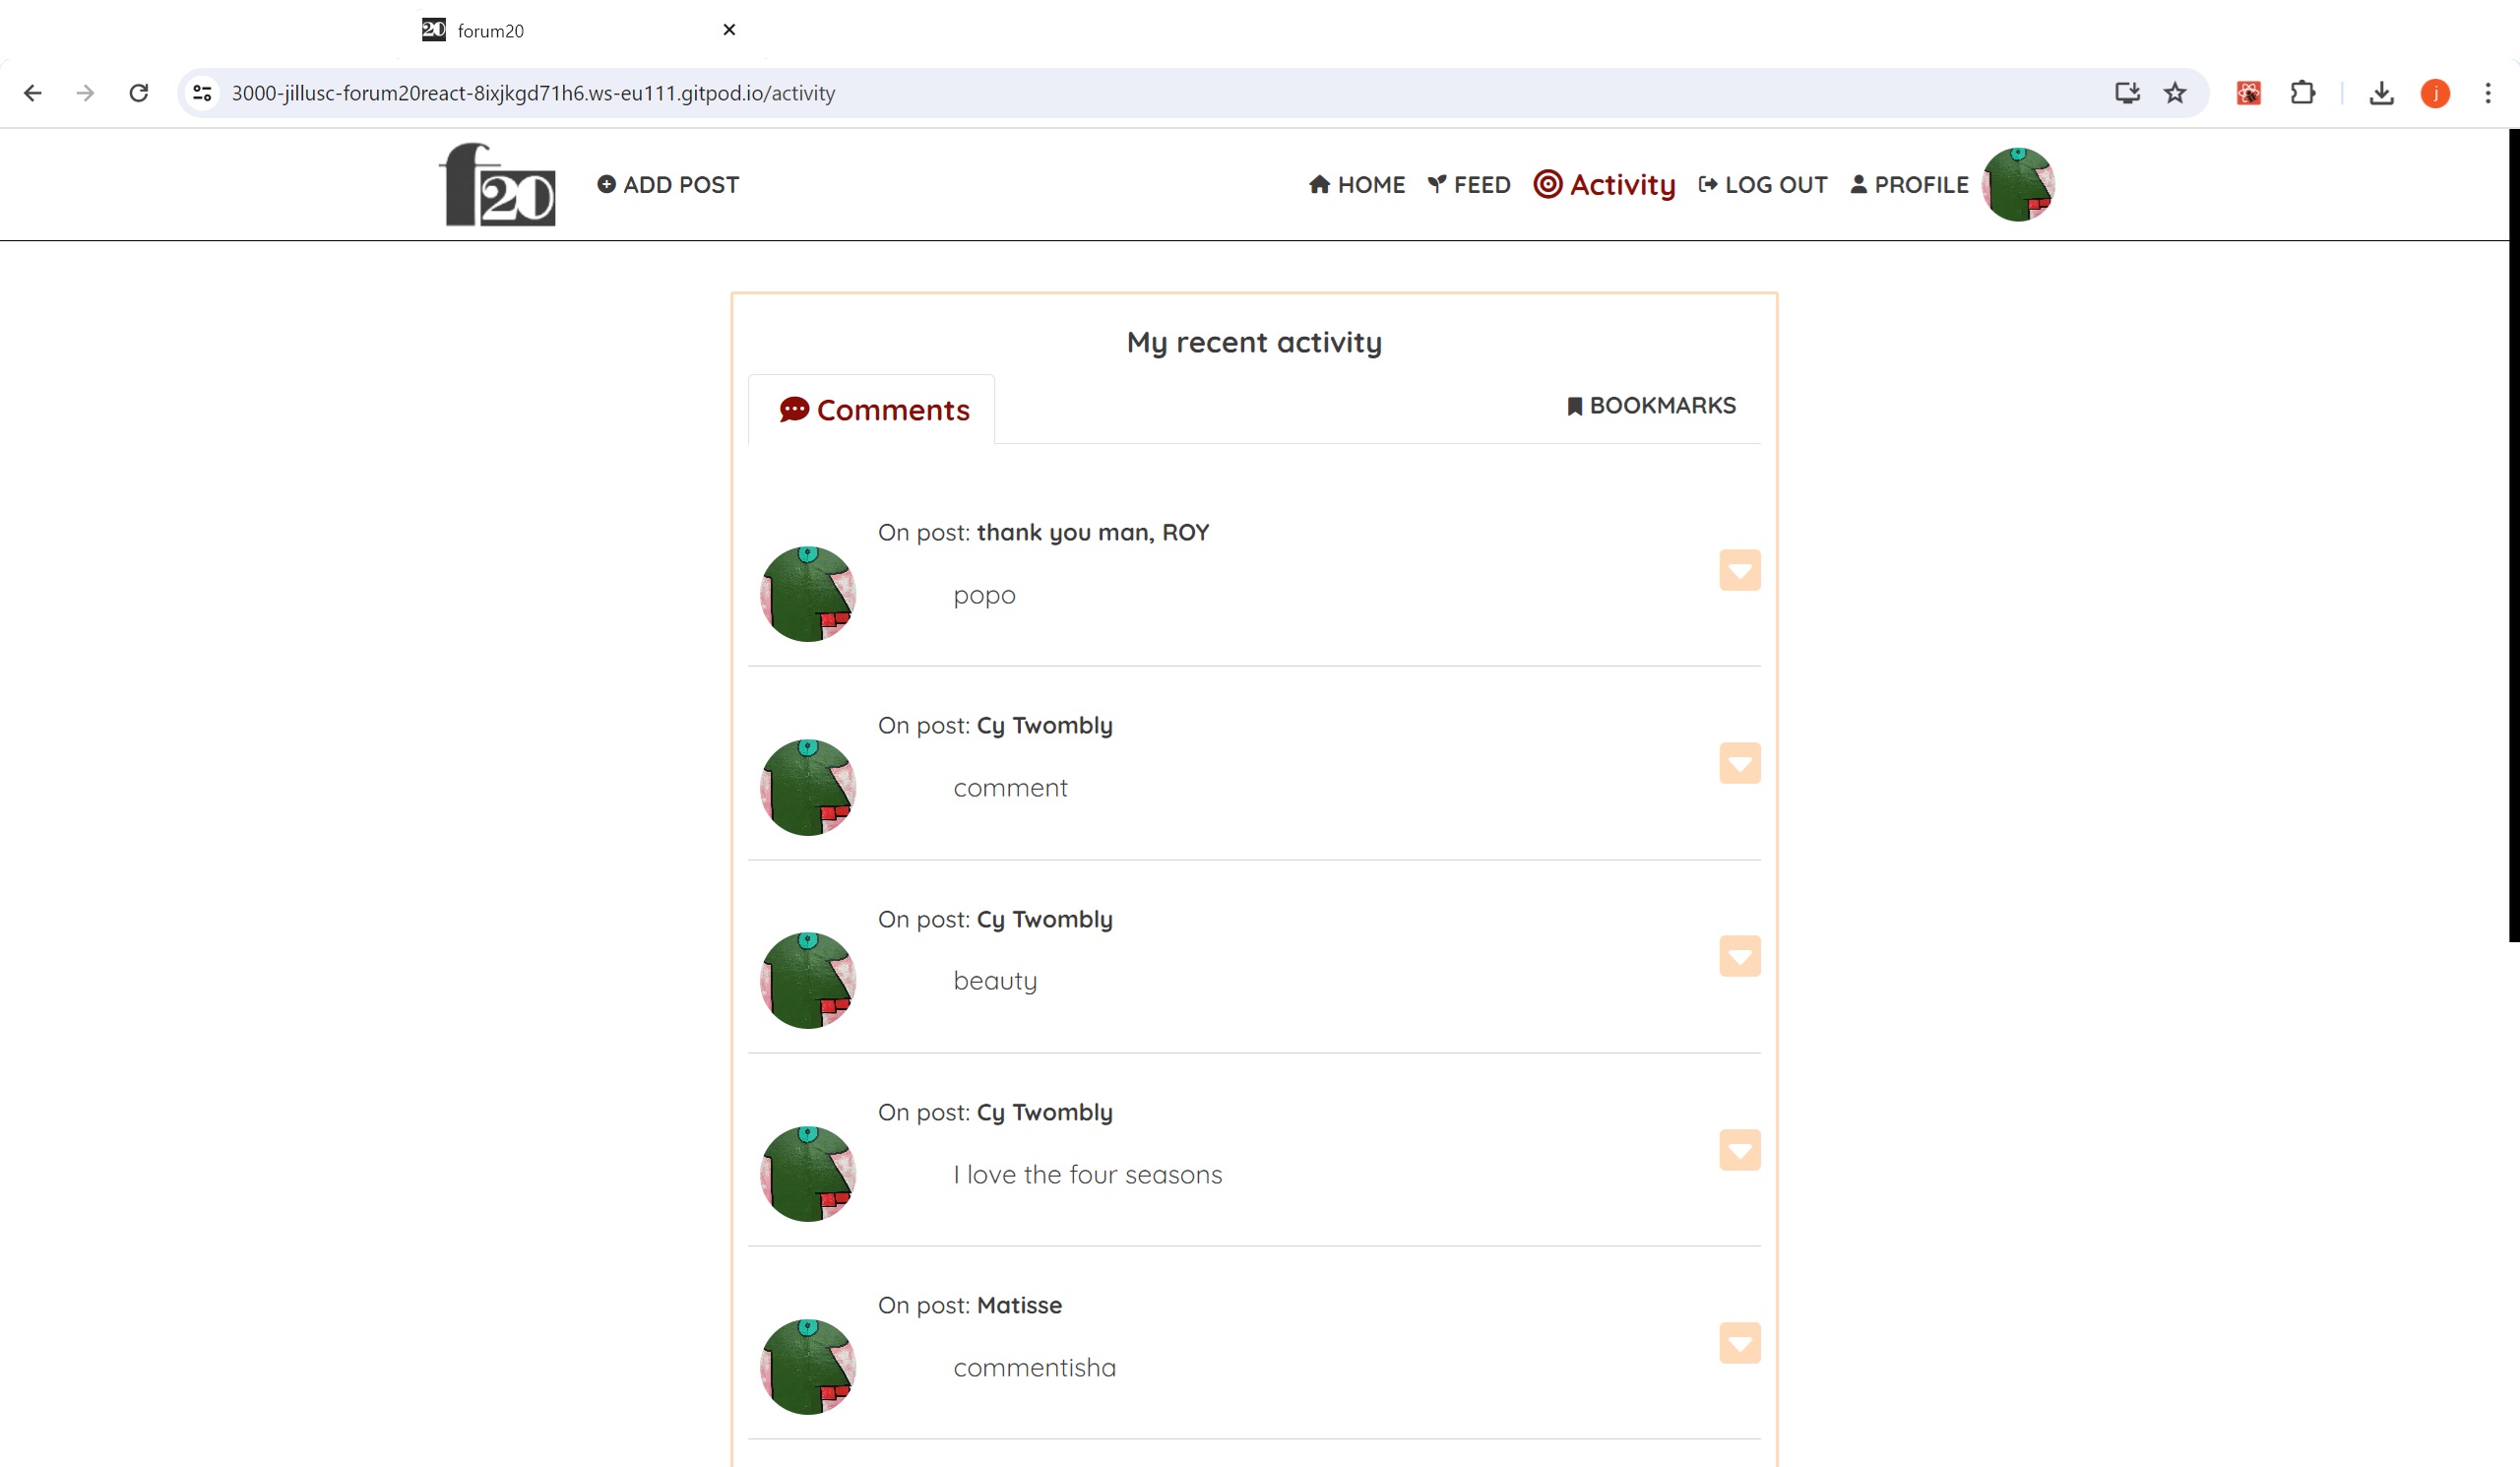 20 forum20
3000-jillusc-forum20react-8ixjkgd71h6.ws-eu111.gitpod.io/activity
j
f20
ADD POST
HOME FEED Activity LOG OUT PROFILE
My recent activity
Comments
BOOKMARKS
On post: thank you man, ROY
popo
On post: Cy Twombly
comment
On post: Cy Twombly
beauty
On post: Cy Twombly
I love the four seasons
On post: Matisse
commentisha